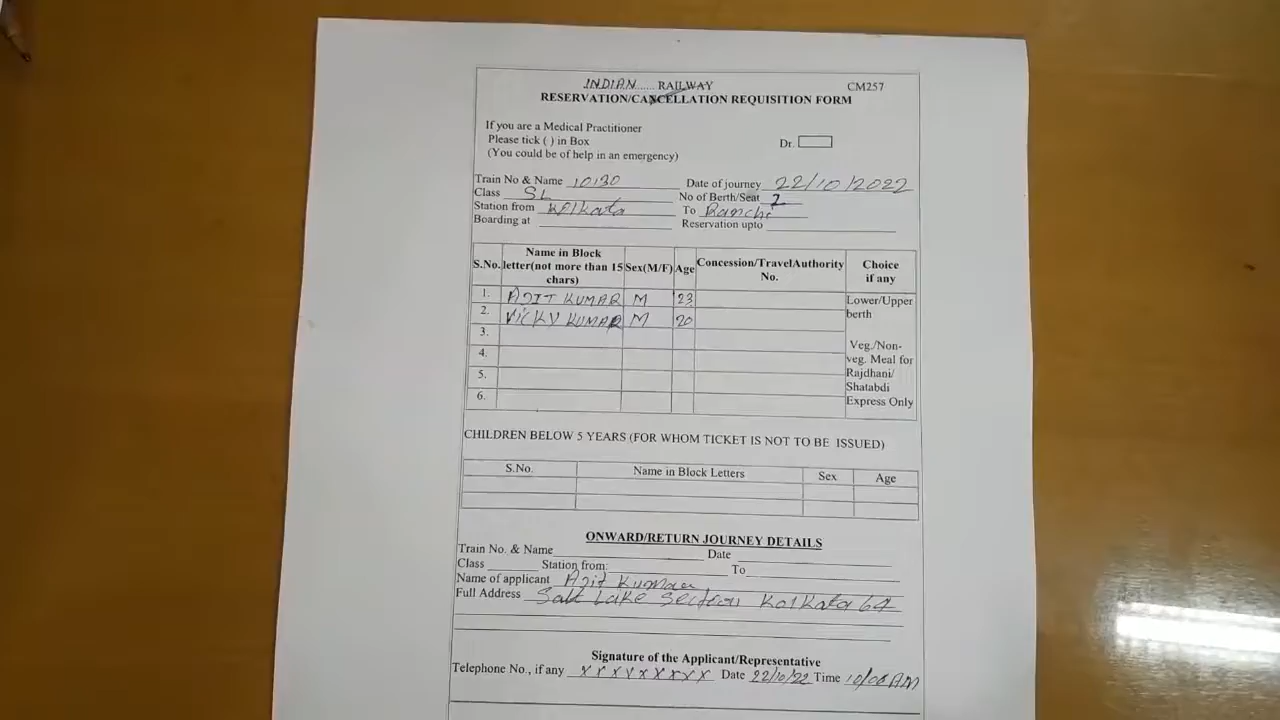 INDIAN...... RAILWAY CM257
RESERVATION/CANCELLATION REQUISITION FORM
If you are a Medical Practitioner
Please tick ( ) in Box Dr.
(You could be of help in an emergency)
Train No & Name 10130 Date of journey 22/10/2022
Class SL No of Berth/Seat 2
Station from Kolkata To Ranchi
Boarding at Reservation upto
S.No. Name in Block letter(not more than 15 chars) Sex(M/F) Age Concession/TravelAuthority No. Choice if any
1. AJIT KUMAR M 23 Lower/Upper berth
2. VICKY KUMAR M 20
3. Veg./Non-
4. veg. Meal for
5. Rajdhani/ Shatabdi
6. Express Only
CHILDREN BELOW 5 YEARS (FOR WHOM TICKET IS NOT TO BE ISSUED)
S.No. Name in Block Letters Sex Age
ONWARD/RETURN JOURNEY DETAILS
Train No. & Name Date
Class Station from: To
Name of applicant Ajit Kumar
Full Address Salt Lake Kolkata 64
Signature of the Applicant/Representative
Telephone No., if any xxxxxxxxx Date 22/10/22 Time AM